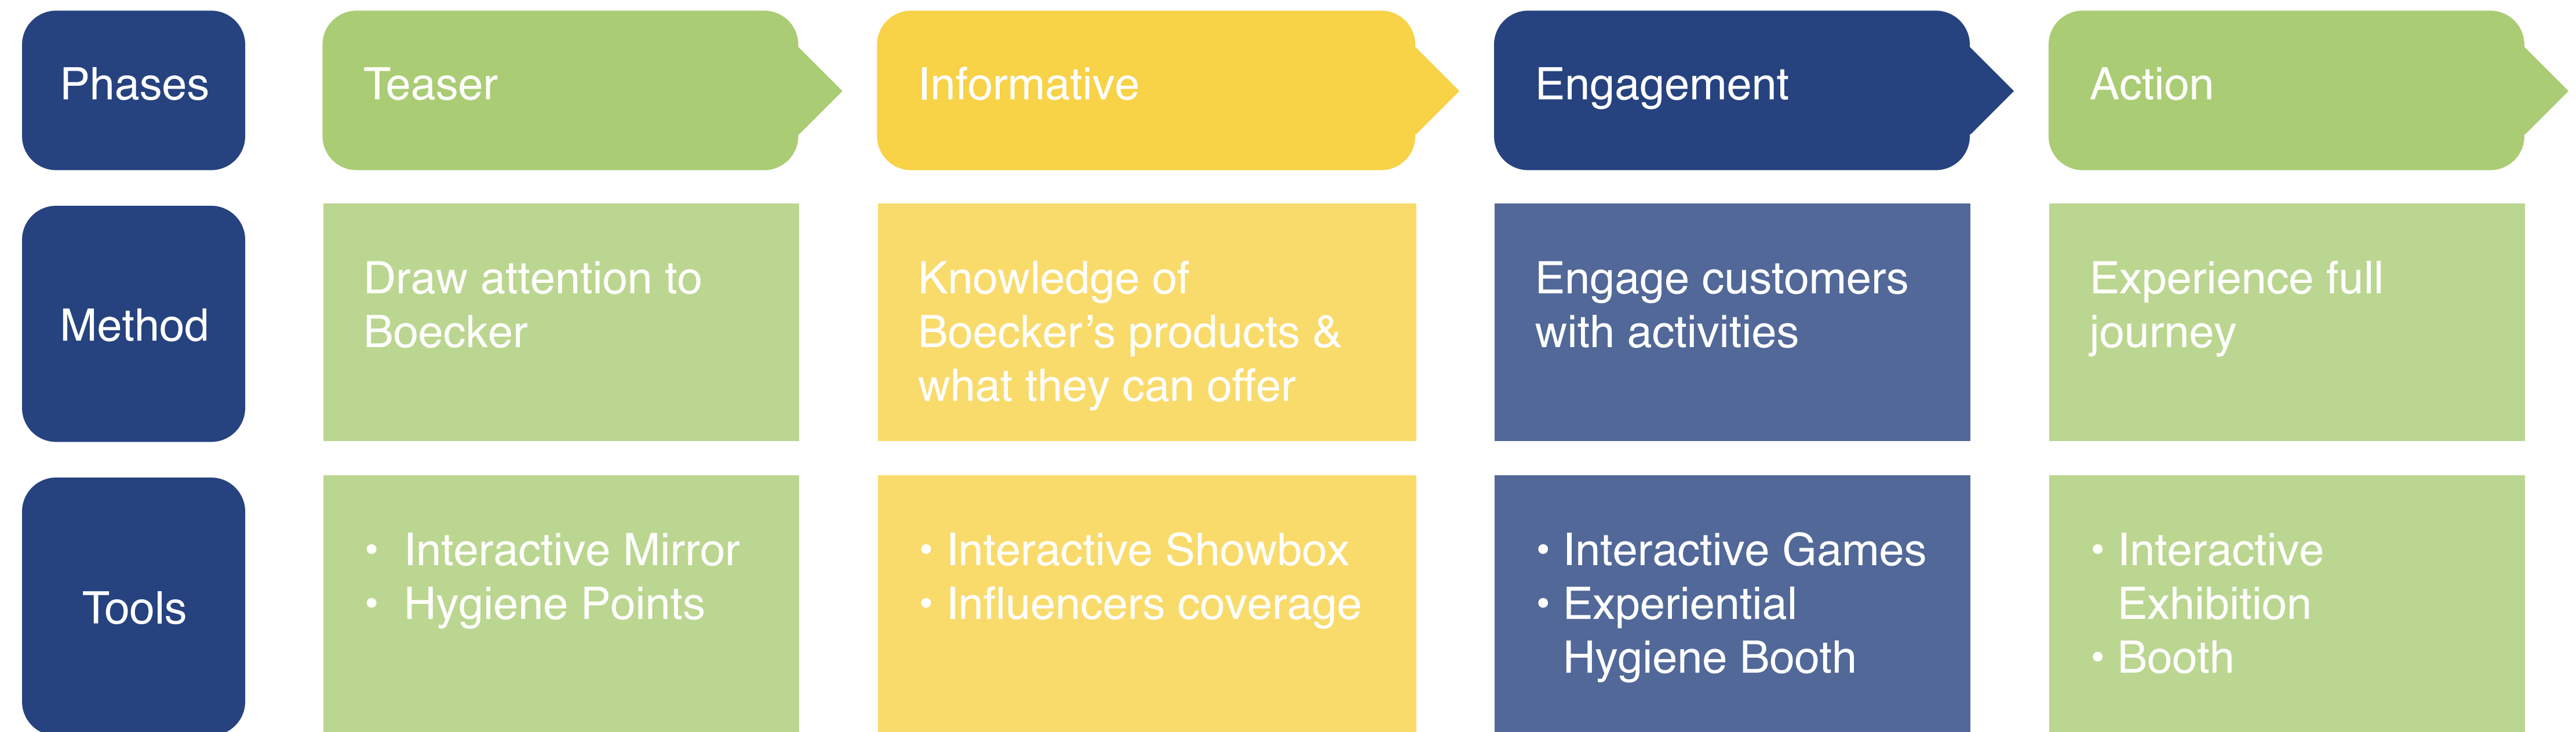 Phases
Teaser
Informative
Engagement
Action
Method
Draw attention to
Boecker
Knowledge of
Boecker’s products &
what they can offer
Engage customers
with activities
Experience full
journey
Tools
• Interactive Mirror
• Hygiene Points
• Interactive Showbox
• Influencers coverage
• Interactive Games
• Experiential
Hygiene Booth
• Interactive
Exhibition
• Booth